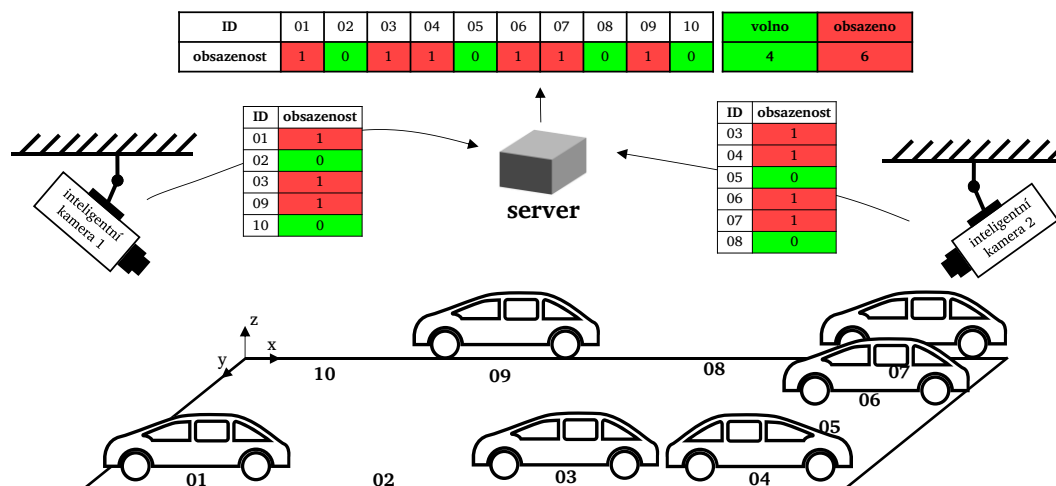 ID 01 02 03 04 05 06 07 08 09 10 volno obsazeno
obsazenost 1 0 1 1 0 1 1 0 1 0 4 6
ID obsazenost
01 1
02 0
03 1
09 1
10 0
ID obsazenost
03 1
04 1
05 0
06 1
07 1
08 0
inteligentní
kamera 1
server
inteligentní
kamera 2
z
x
y
10
09
08
07
06
05
01
02
03
04